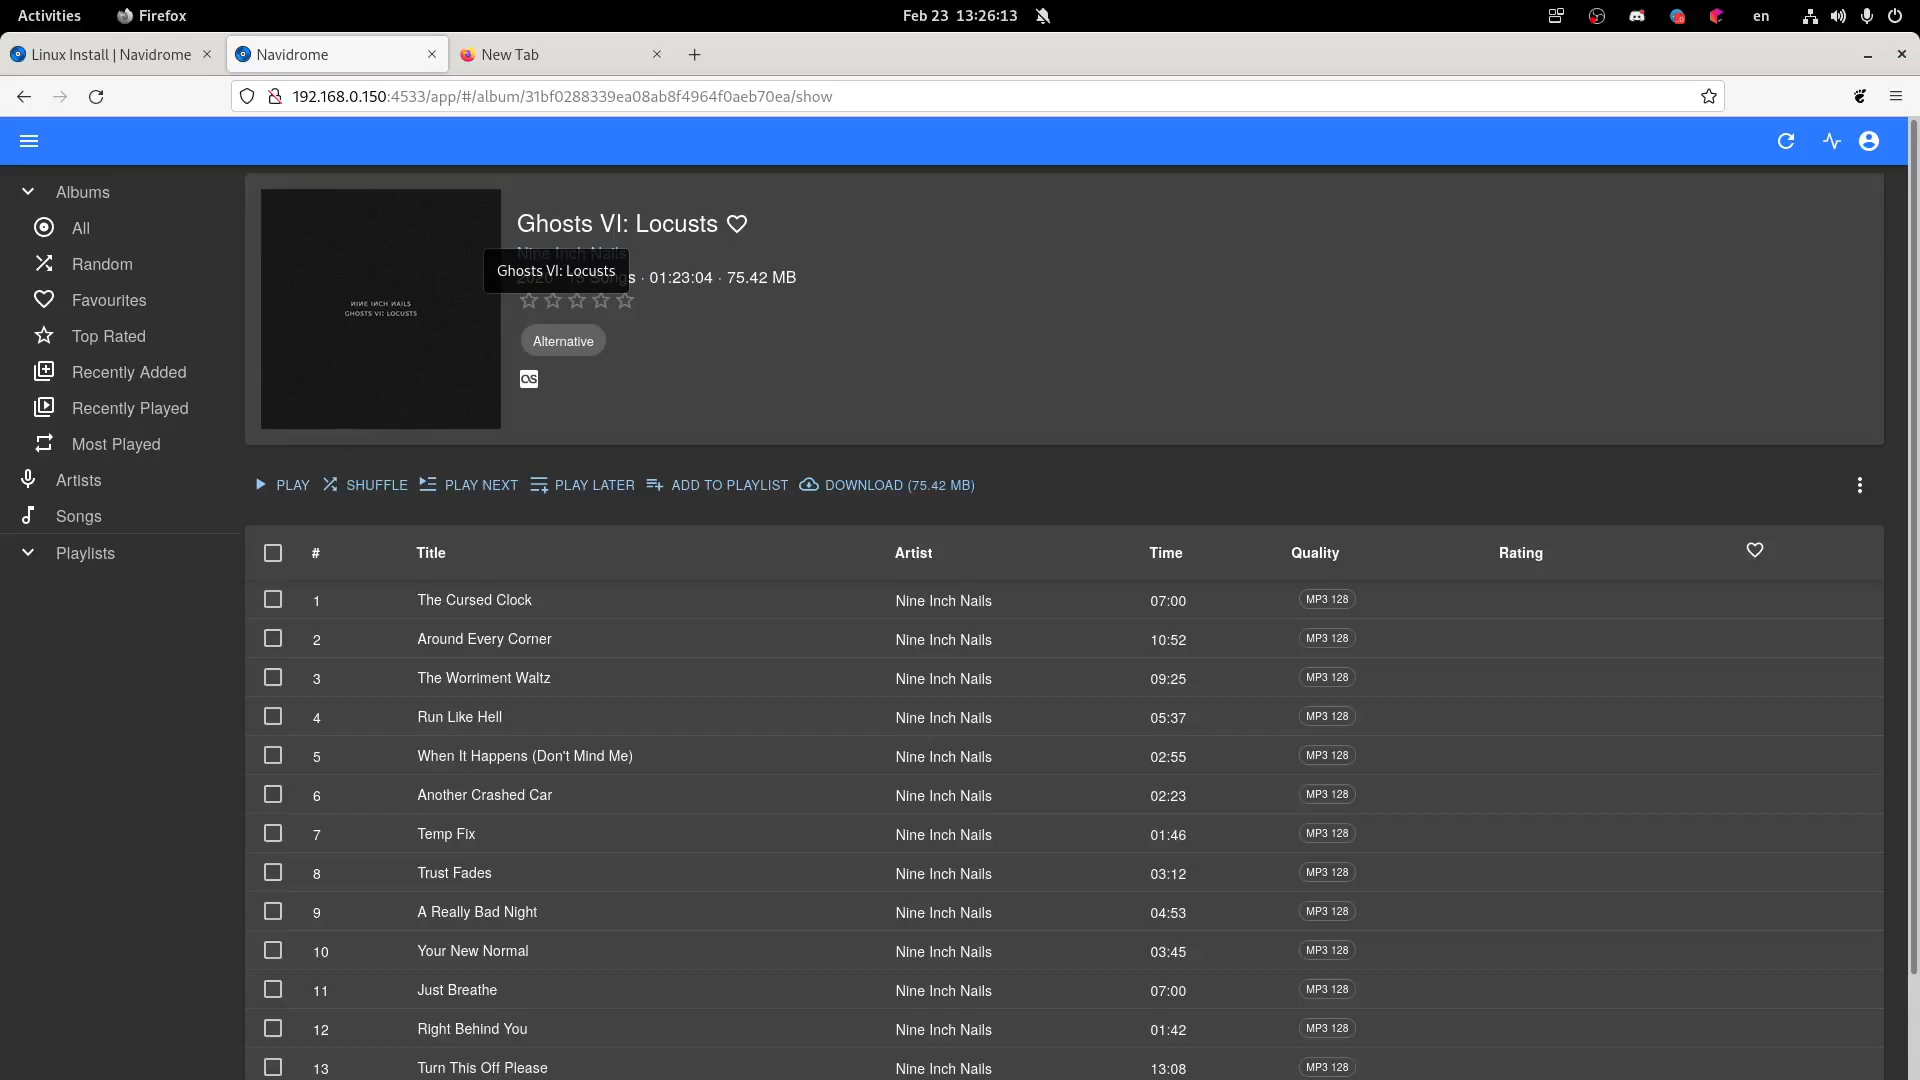 Activities Firefox Feb 23 13:26:13 en
Linux Install | Navidrome Navidrome New Tab
192.168.0.150:4533/app/#/album/31bf0288339ea08ab8f4964f0aeb70ea/show
Albums
All
Random
Favourites
Top Rated
Recently Added
Recently Played
Most Played
Artists
Songs
Playlists
NINE INCH NAILS
GHOSTS VI: LOCUSTS
Ghosts VI: Locusts
Nine Inch Nails
Ghosts VI: Locusts
· 01:23:04 · 75.42 MB
Alternative
PLAY SHUFFLE PLAY NEXT PLAY LATER ADD TO PLAYLIST DOWNLOAD (75.42 MB)
# Title Artist Time Quality Rating
1 The Cursed Clock Nine Inch Nails 07:00 MP3 128
2 Around Every Corner Nine Inch Nails 10:52 MP3 128
3 The Worriment Waltz Nine Inch Nails 09:25 MP3 128
4 Run Like Hell Nine Inch Nails 05:37 MP3 128
5 When It Happens (Don't Mind Me) Nine Inch Nails 02:55 MP3 128
6 Another Crashed Car Nine Inch Nails 02:23 MP3 128
7 Temp Fix Nine Inch Nails 01:46 MP3 128
8 Trust Fades Nine Inch Nails 03:12 MP3 128
9 A Really Bad Night Nine Inch Nails 04:53 MP3 128
10 Your New Normal Nine Inch Nails 03:45 MP3 128
11 Just Breathe Nine Inch Nails 07:00 MP3 128
12 Right Behind You Nine Inch Nails 01:42 MP3 128
13 Turn This Off Please Nine Inch Nails 13:08 MP3 128